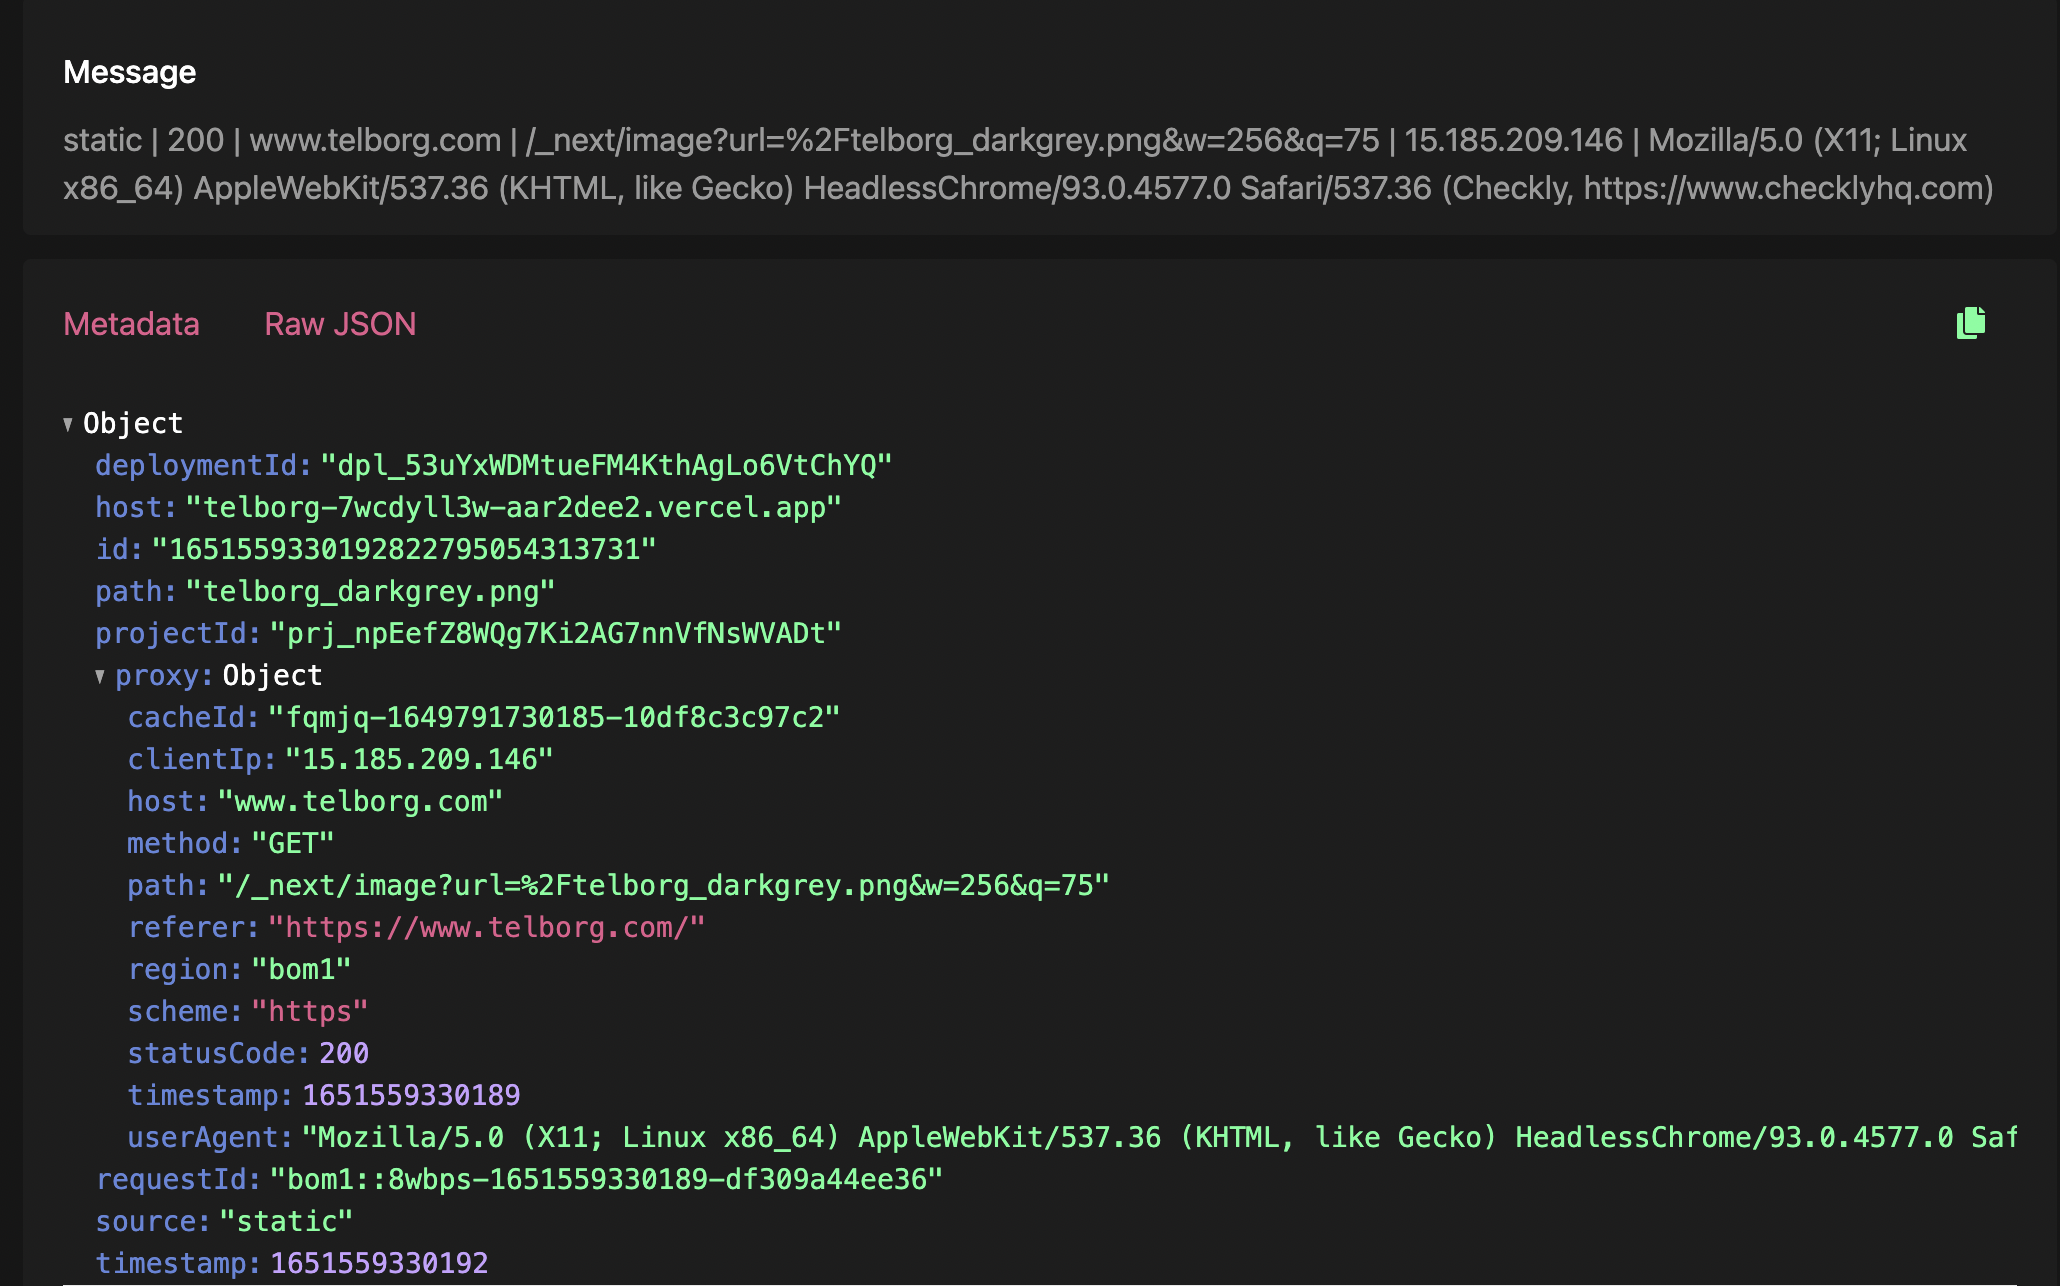 Message
static | 200 | www.telborg.com | /_next/image?url=%2Ftelborg_darkgrey.png&w=256&q=75 | 15.185.209.146 | Mozilla/5.0 (X11; Linux
x86_64) AppleWebKit/537.36 (KHTML, like Gecko) HeadlessChrome/93.0.4577.0 Safari/537.36 (Checkly, https://www.checklyhq.com)
Metadata Raw JSON
▼ Object
deploymentId: "dpl_53uYxWDMtueFM4KthAgLo6VtChYQ"
host: "telborg-7wcdyll3w-aar2dee2.vercel.app"
id: "1651559330192822795054313731"
path: "telborg_darkgrey.png"
projectId: "prj_npEefZ8WQg7Ki2AG7nnVfNsWVADt"
▼ proxy: Object
cacheId: "fqmjq-1649791730185-10df8c3c97c2"
clientIp: "15.185.209.146"
host: "www.telborg.com"
method: "GET"
path: "/_next/image?url=%2Ftelborg_darkgrey.png&w=256&q=75"
referer: "https://www.telborg.com/"
region: "bom1"
scheme: "https"
statusCode: 200
timestamp: 1651559330189
userAgent: "Mozilla/5.0 (X11; Linux x86_64) AppleWebKit/537.36 (KHTML, like Gecko) HeadlessChrome/93.0.4577.0 Saf
requestId: "bom1::8wbps-1651559330189-df309a44ee36"
source: "static"
timestamp: 1651559330192